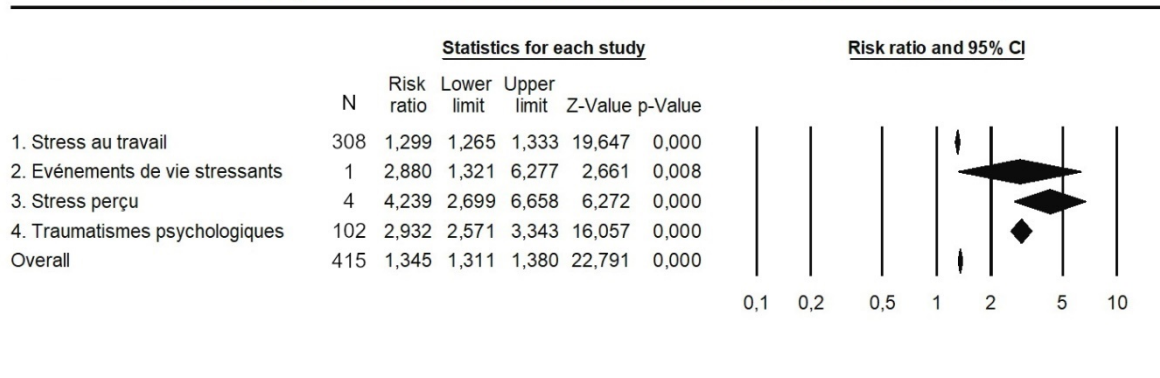 Statistics for each study Risk ratio and 95% CI
Risk Lower Upper
N ratio limit limit Z-Value p-Value
1. Stress au travail 308 1,299 1,265 1,333 19,647 0,000
2. Evénements de vie stressants 1 2,880 1,321 6,277 2,661 0,008
3. Stress perçu 4 4,239 2,699 6,658 6,272 0,000
4. Traumatismes psychologiques 102 2,932 2,571 3,343 16,057 0,000
Overall 415 1,345 1,311 1,380 22,791 0,000
0,1 0,2 0,5 1 2 5 10